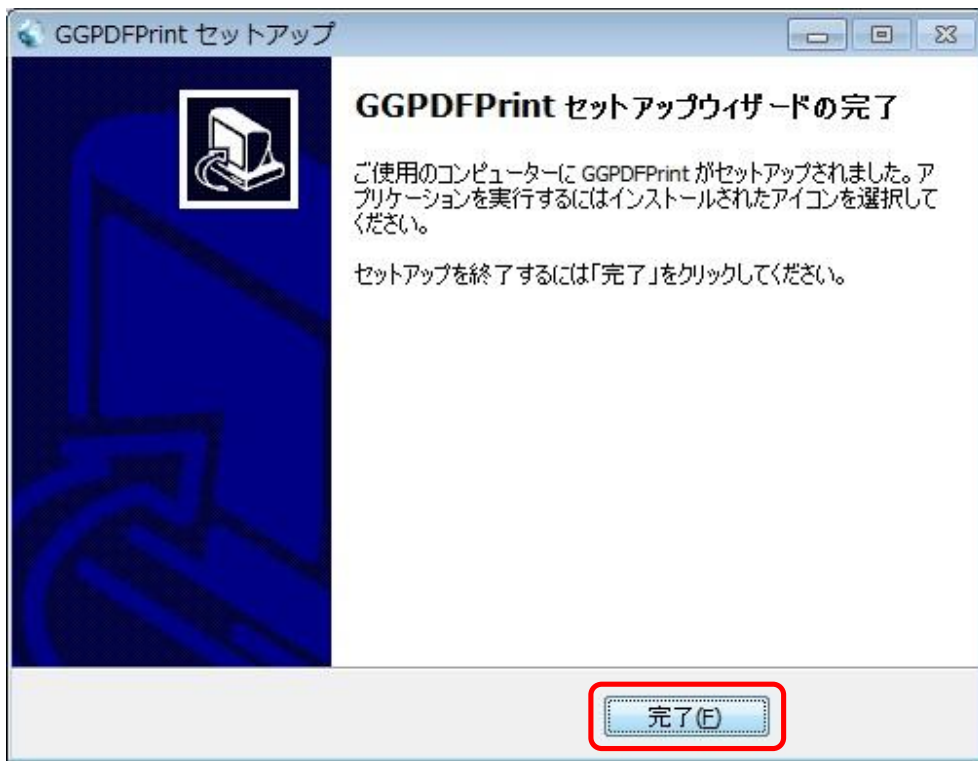 GGPDFPrint セットアップ
GGPDFPrint セットアップウィザードの完了
ご使用のコンピューターに GGPDFPrint がセットアップされました。ア
プリケーションを実行するにはインストールされたアイコンを選択して
ください。
セットアップを終了するには「完了」をクリックしてください。
完了(F)